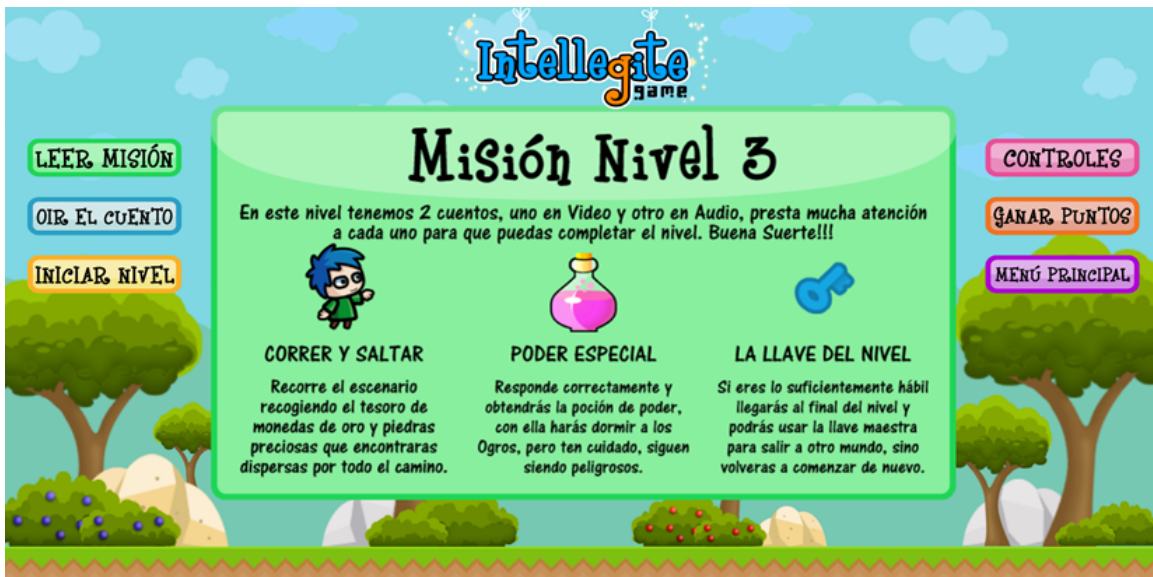 Intellegite
game
Misión Nivel 3
LEER MISIÓN
OIR EL CUENTO
INICIAR NIVEL
CONTROLES
GANAR PUNTOS
MENÚ PRINCIPAL
En este nivel tenemos 2 cuentos, uno en Video y otro en Audio, presta mucha atención
a cada uno para que puedas completar el nivel. Buena Suerte!!!
CORRER Y SALTAR
Recorre el escenario
recogiendo el tesoro de
monedas de oro y piedras
preciosas que encontraras
dispersas por todo el camino.
PODER ESPECIAL
Responde correctamente y
obtendrás la poción de poder,
con ella harás dormir a los
Ogros, pero ten cuidado, siguen
siendo peligrosos.
LA LLAVE DEL NIVEL
Si eres lo suficientemente hábil
llegarás al final del nivel y
podrás usar la llave maestra
para salir a otro mundo, sino
volveras a comenzar de nuevo.